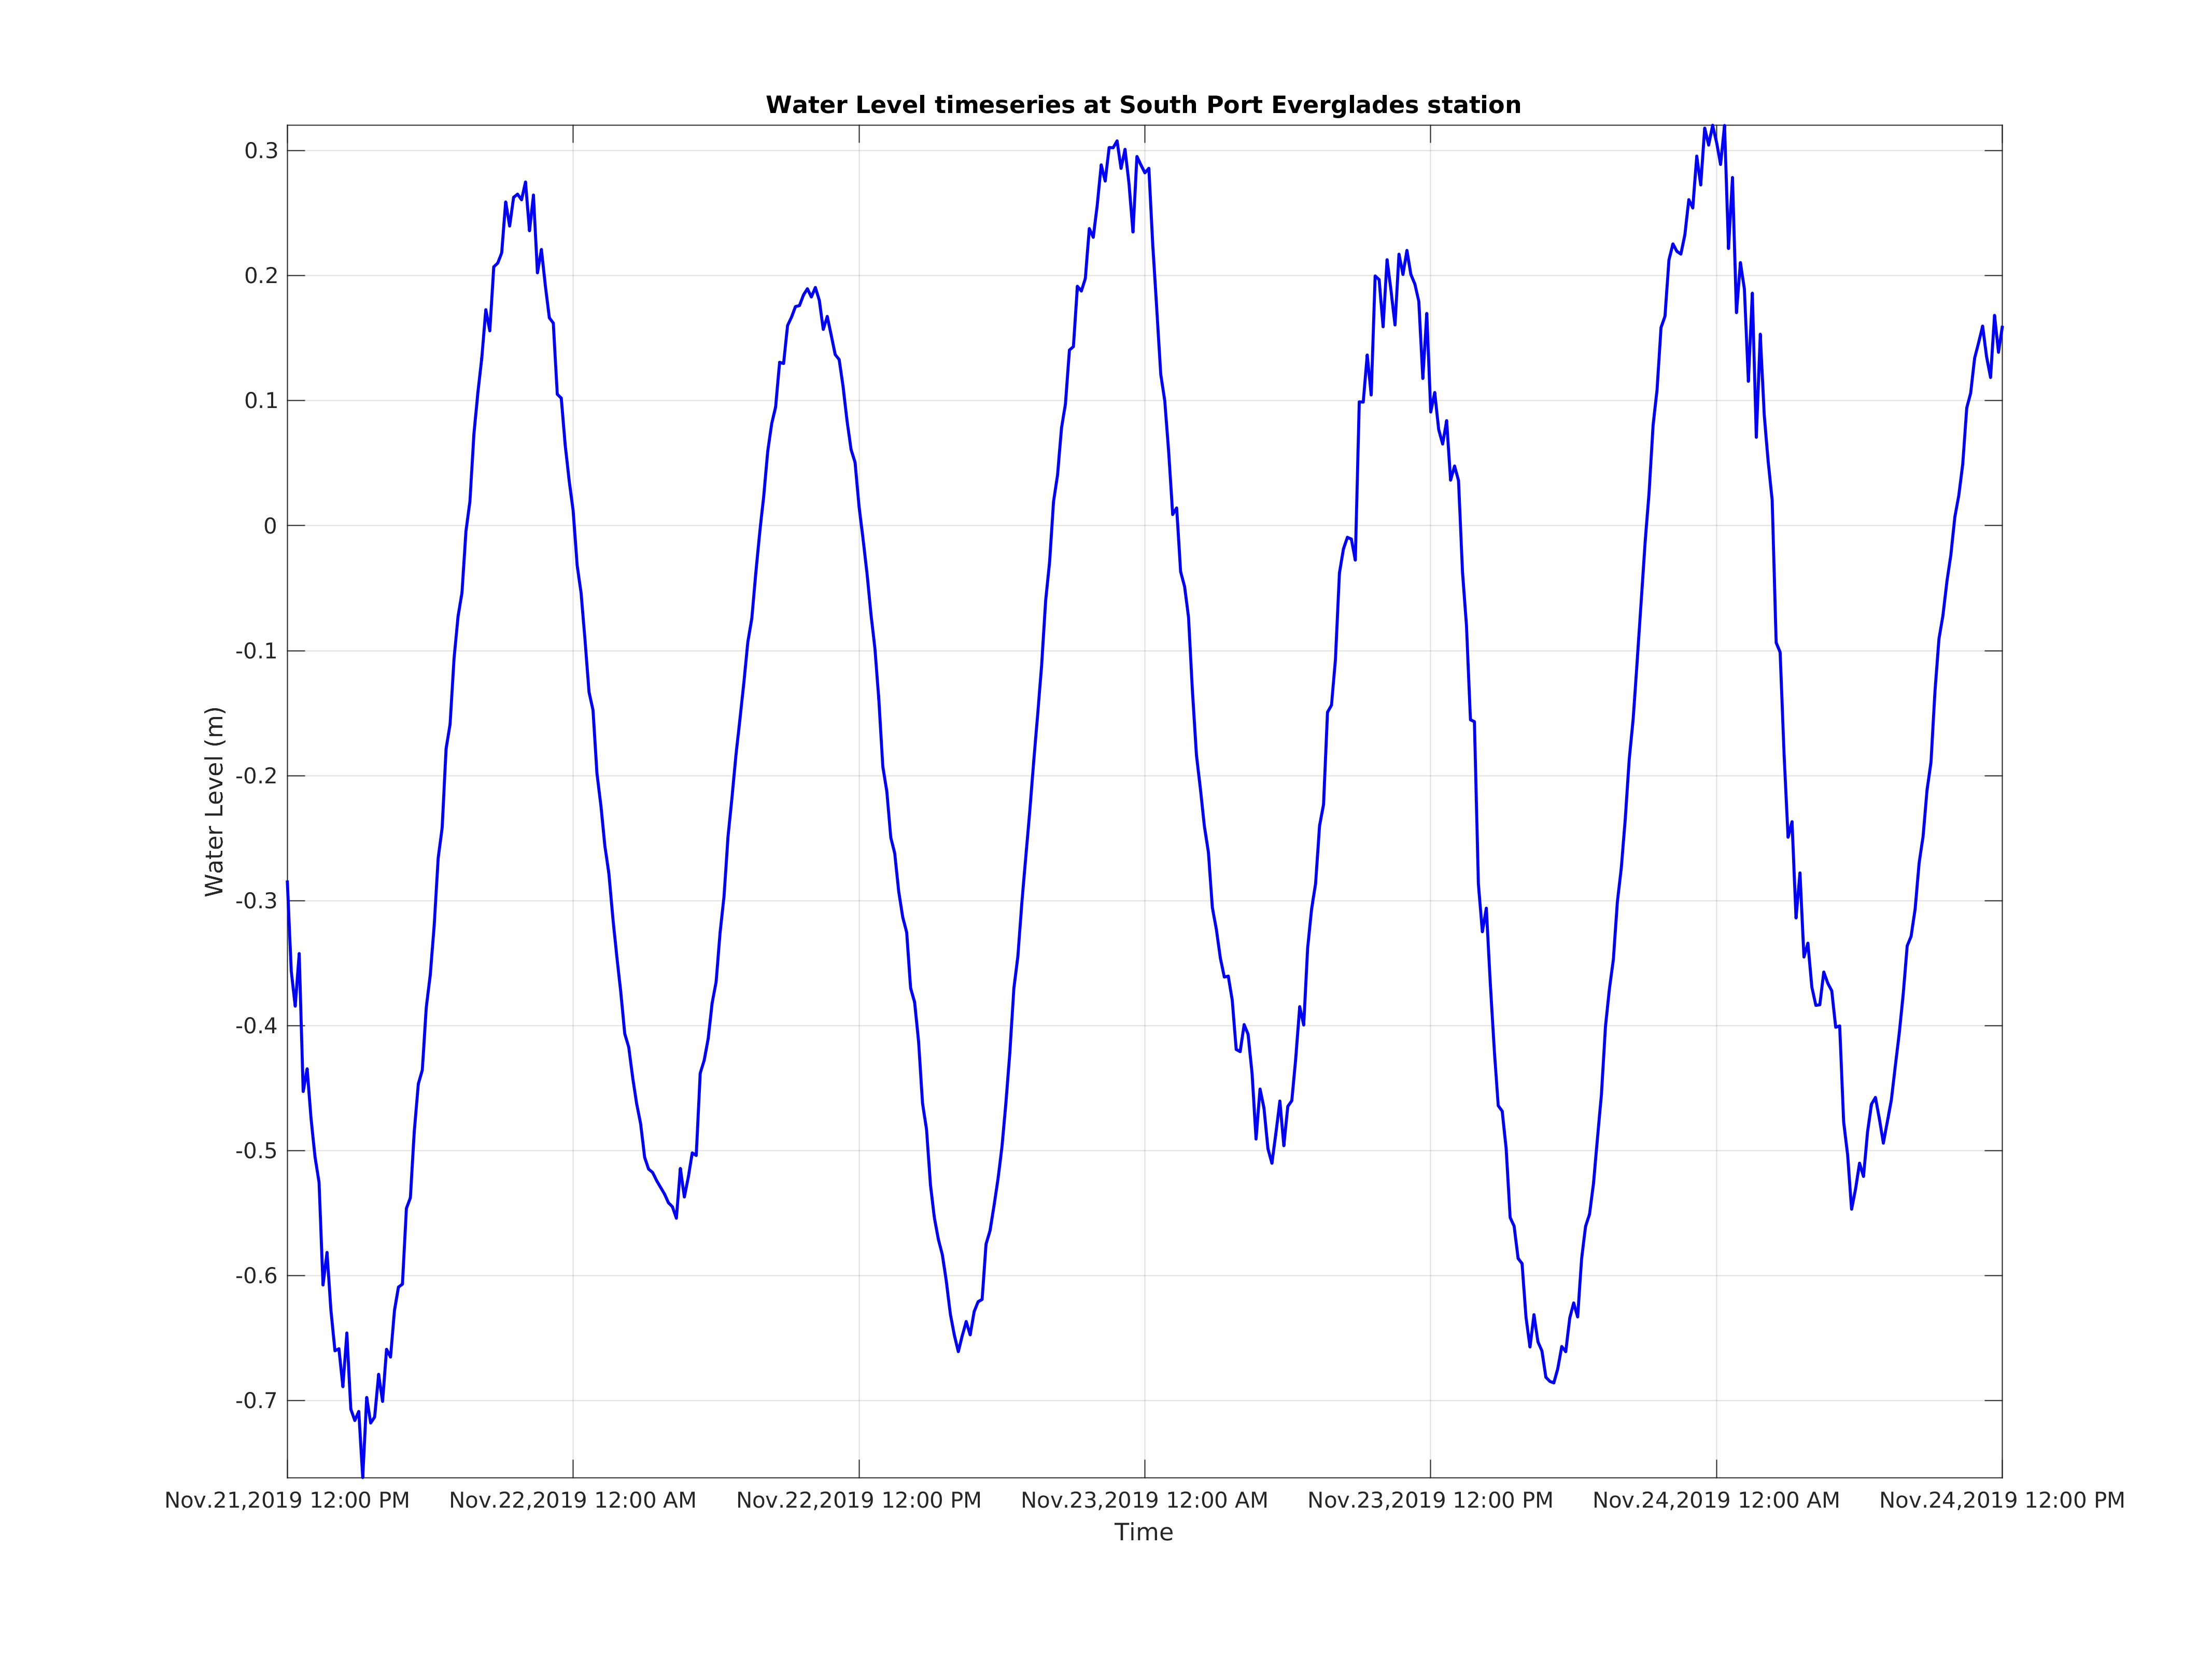 Water Level timeseries at South Port Everglades station
0.3
0.2
0.1
0
-0.1
-0.2
-0.3
-0.4
-0.5
-0.6
-0.7
Water Level (m)
Nov.21,2019 12:00 PM
Nov.22,2019 12:00 AM
Nov.22,2019 12:00 PM
Nov.23,2019 12:00 AM
Nov.23,2019 12:00 PM
Nov.24,2019 12:00 AM
Nov.24,2019 12:00 PM
Time